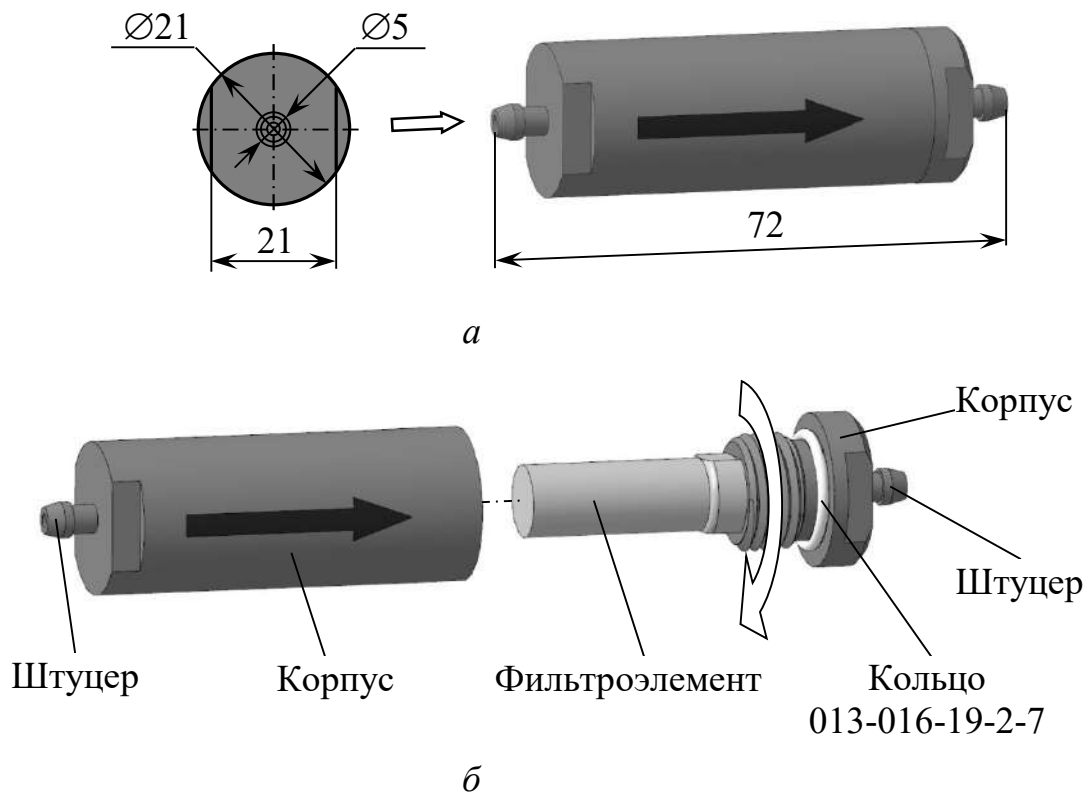 ∅21
∅5
21
72
а
Корпус
Штуцер
Штуцер
Корпус
Фильтроэлемент
Кольцо
013-016-19-2-7
б